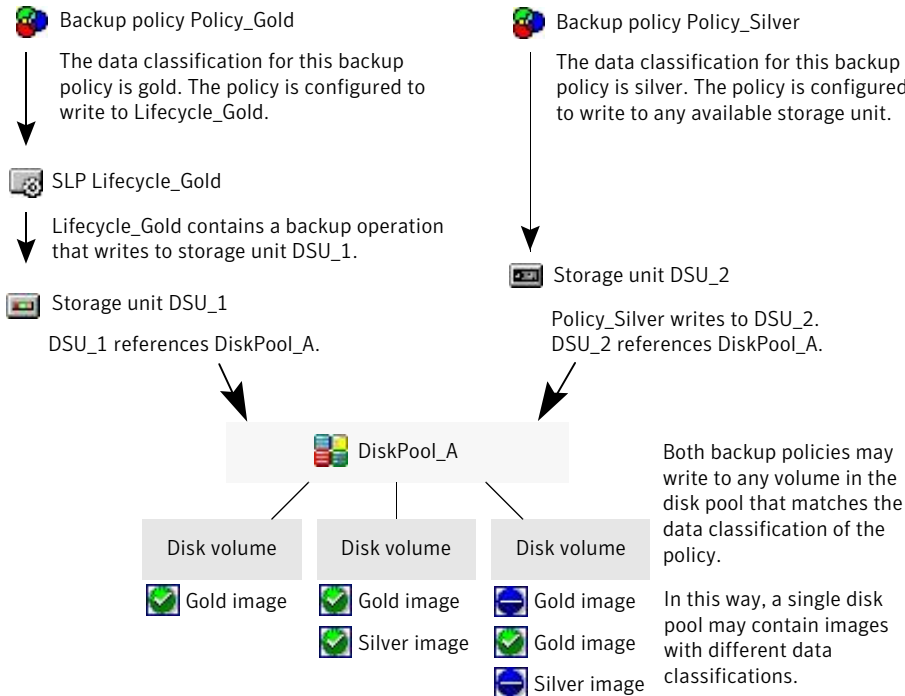 Backup policy Policy_Gold
The data classification for this backup
policy is gold. The policy is configured to
write to Lifecycle_Gold.
SLP Lifecycle_Gold
Lifecycle_Gold contains a backup operation
that writes to storage unit DSU_1.
Storage unit DSU_1
DSU_1 references DiskPool_A.
Backup policy Policy_Silver
The data classification for this backup
policy is silver. The policy is configured
to write to any available storage unit.
Storage unit DSU_2
Policy_Silver writes to DSU_2.
DSU_2 references DiskPool_A.
DiskPool_A
Disk volume
Gold image
Disk volume
Gold image
Silver image
Disk volume
Gold image
Gold image
Silver image
Both backup policies may
write to any volume in the
disk pool that matches the
data classification of the
policy.
In this way, a single disk
pool may contain images
with different data
classifications.